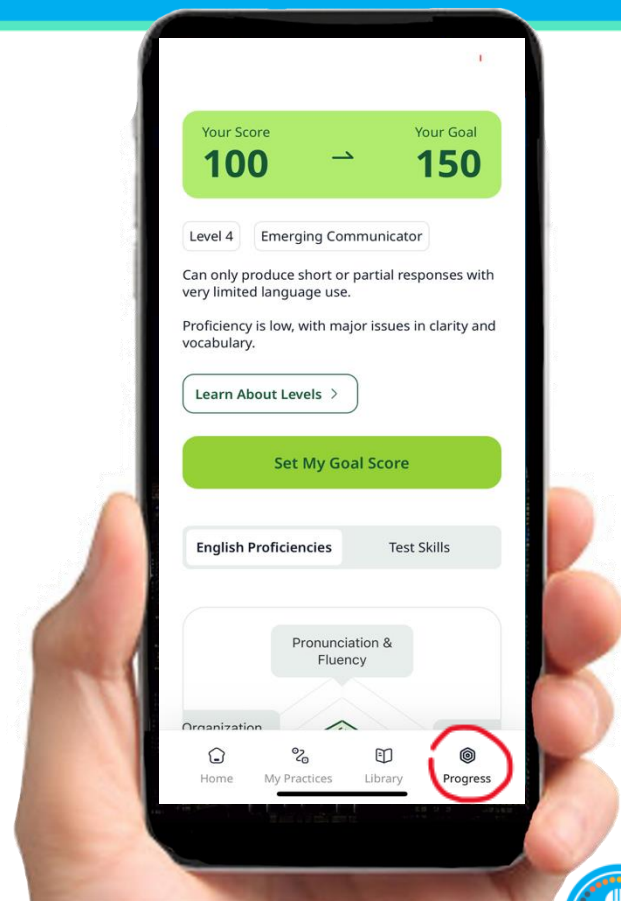 Your Score
Your Goal
100
→
150
Level 4
Emerging Communicator
Can only produce short or partial responses with
very limited language use.
Proficiency is low, with major issues in clarity and
vocabulary.
Learn About Levels >
Set My Goal Score
English Proficiencies
Test Skills
Pronunciation &
Fluency
Organization
Home
My Practices
Library
Progress